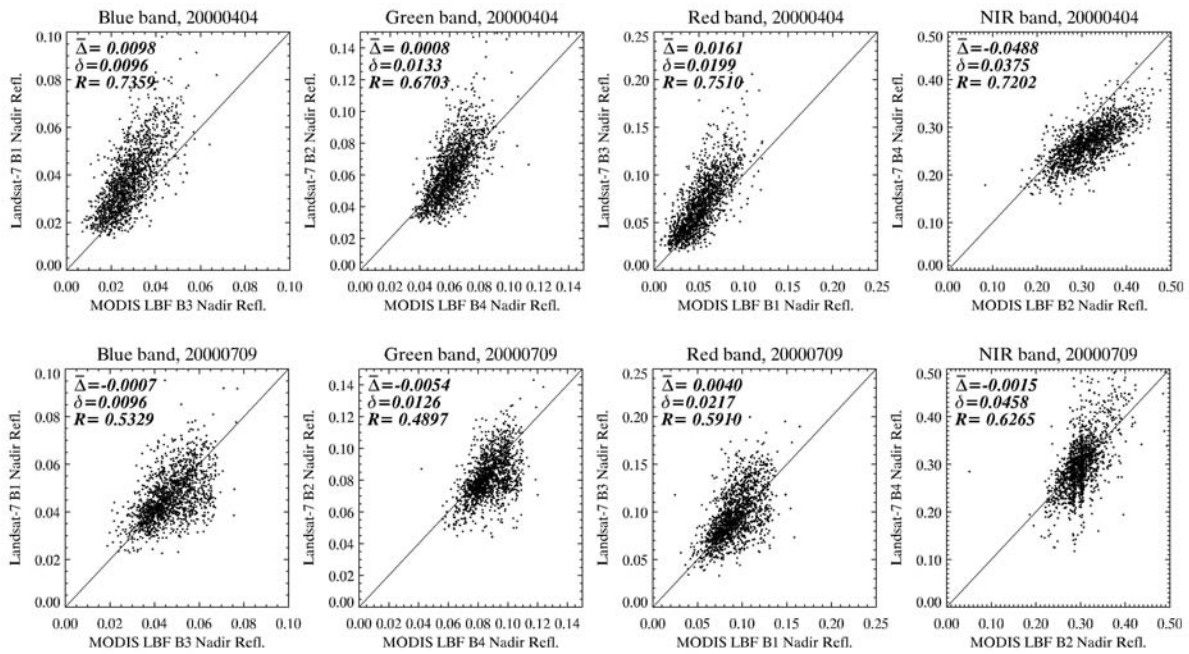 Blue band, 20000404
Δ̄= 0.0098
δ=0.0096
R= 0.7359
Landsat-7 B1 Nadir Refl.
0.10
0.08
0.06
0.04
0.02
0.00
0.00 0.02 0.04 0.06 0.08 0.10
MODIS LBF B3 Nadir Refl.
Green band, 20000404
Δ̄= 0.0008
δ=0.0133
R= 0.6703
Landsat-7 B2 Nadir Refl.
0.14
0.12
0.10
0.08
0.06
0.04
0.02
0.00
0.00 0.02 0.04 0.06 0.08 0.10 0.12 0.14
MODIS LBF B4 Nadir Refl.
Red band, 20000404
Δ̄= 0.0161
δ=0.0199
R= 0.7510
Landsat-7 B3 Nadir Refl.
0.25
0.20
0.15
0.10
0.05
0.00
0.00 0.05 0.10 0.15 0.20 0.25
MODIS LBF B1 Nadir Refl.
NIR band, 20000404
Δ̄=-0.0488
δ=0.0375
R= 0.7202
Landsat-7 B4 Nadir Refl.
0.50
0.40
0.30
0.20
0.10
0.00
0.00 0.10 0.20 0.30 0.40 0.50
MODIS LBF B2 Nadir Refl.
Blue band, 20000709
Δ̄=-0.0007
δ=0.0096
R= 0.5329
Landsat-7 B1 Nadir Refl.
0.10
0.08
0.06
0.04
0.02
0.00
0.00 0.02 0.04 0.06 0.08 0.10
MODIS LBF B3 Nadir Refl.
Green band, 20000709
Δ̄=-0.0054
δ=0.0126
R= 0.4897
Landsat-7 B2 Nadir Refl.
0.14
0.12
0.10
0.08
0.06
0.04
0.02
0.00
0.00 0.02 0.04 0.06 0.08 0.10 0.12 0.14
MODIS LBF B4 Nadir Refl.
Red band, 20000709
Δ̄= 0.0040
δ=0.0217
R= 0.5910
Landsat-7 B3 Nadir Refl.
0.25
0.20
0.15
0.10
0.05
0.00
0.00 0.05 0.10 0.15 0.20 0.25
MODIS LBF B1 Nadir Refl.
NIR band, 20000709
Δ̄=-0.0015
δ=0.0458
R= 0.6265
Landsat-7 B4 Nadir Refl.
0.50
0.40
0.30
0.20
0.10
0.00
0.00 0.10 0.20 0.30 0.40 0.50
MODIS LBF B2 Nadir Refl.